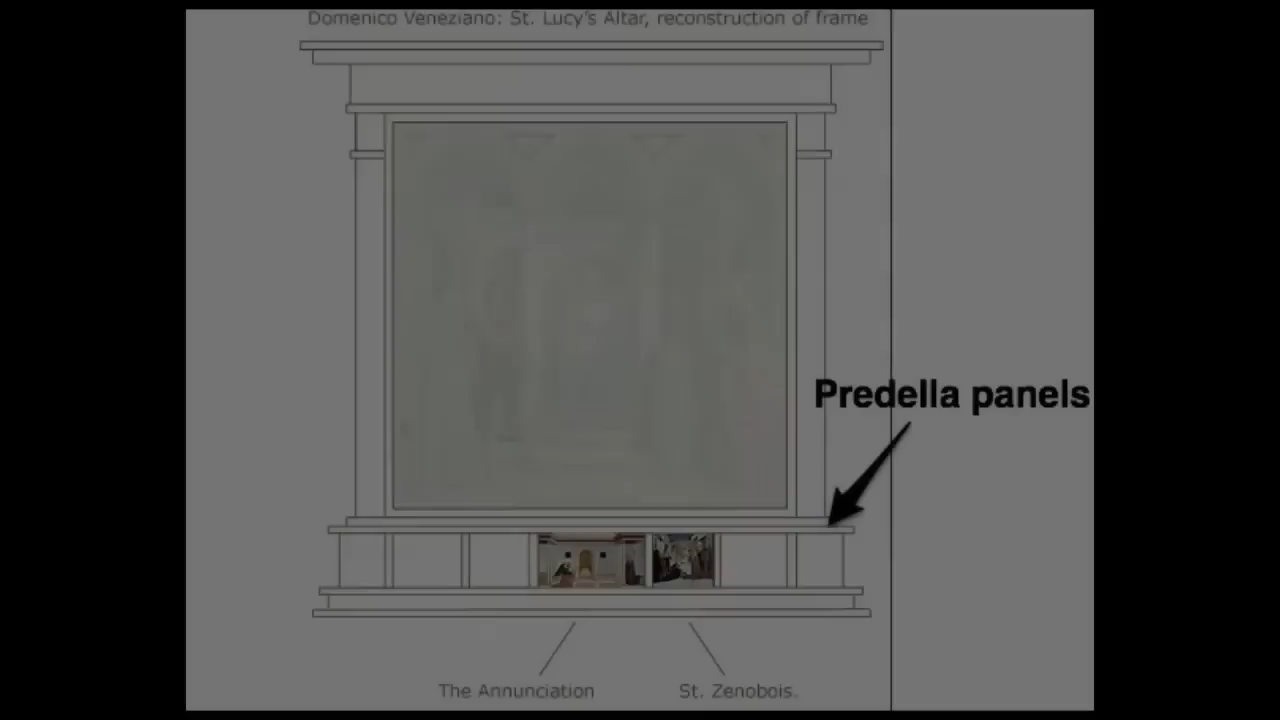 Domenico Veneziano: St. Lucy's Altar, reconstruction of frame
Predella panels
The Annunciation
St. Zenobois.